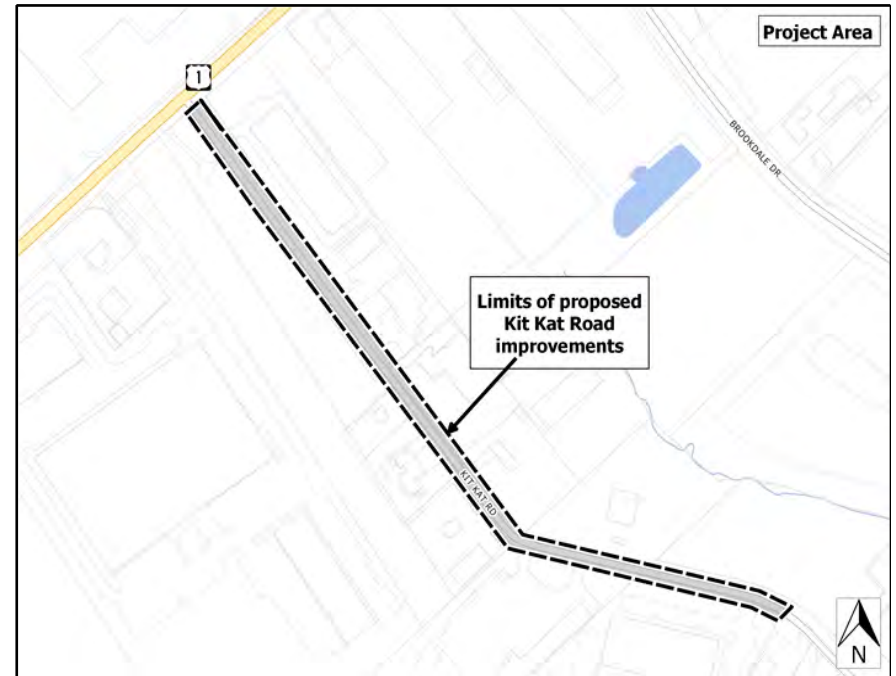 Project Area
1
BROOKDALE DR
Limits of proposed
Kit Kat Road
improvements
KIT KAT RD
N